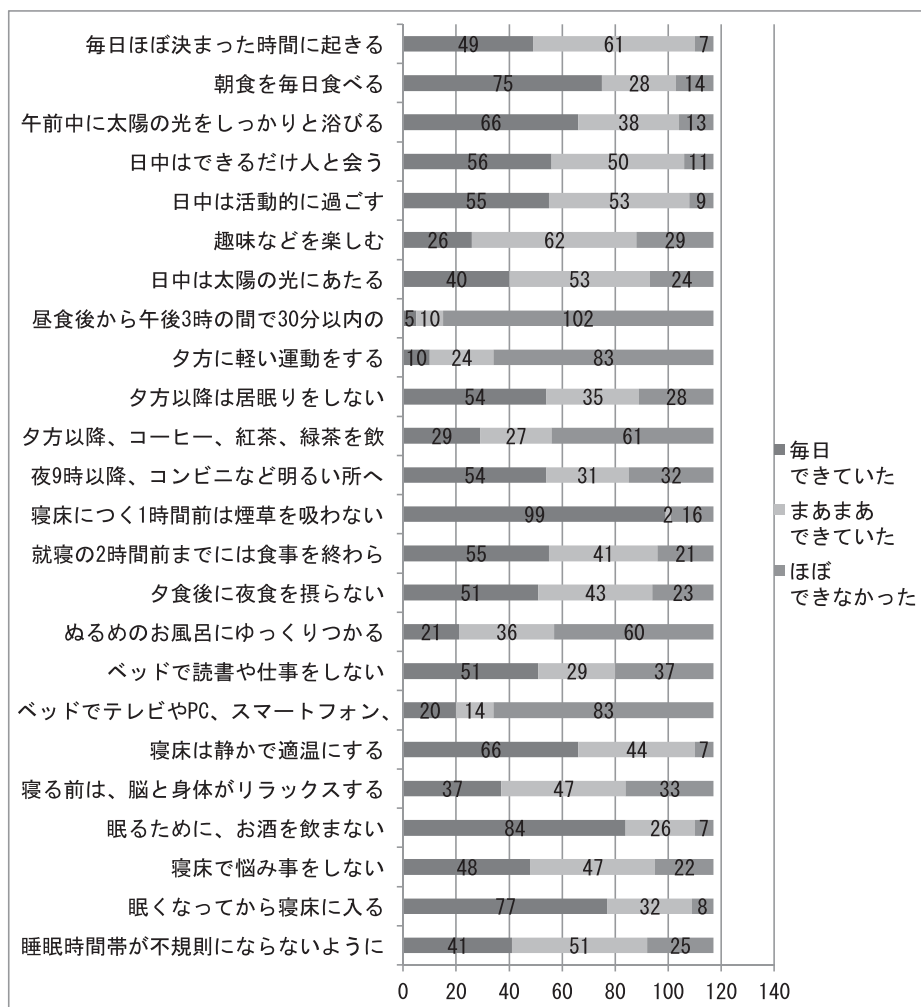 毎日ほぼ決まった時間に起きる 49 61 7
朝食を毎日食べる 75 28 14
午前中に太陽の光をしっかりと浴びる 66 38 13
日中はできるだけ人と会う 56 50 11
日中は活動的に過ごす 55 53 9
趣味などを楽しむ 26 62 29
日中は太陽の光にあたる 40 53 24
昼食後から午後3時の間で30分以内の 5 10 102
夕方に軽い運動をする 10 24 83
夕方以降は居眠りをしない 54 35 28
夕方以降、コーヒー、紅茶、緑茶を飲 29 27 61
夜9時以降、コンビニなど明るい所へ 54 31 32
寝床につく1時間前は煙草を吸わない 99 2 16
就寝の2時間前までには食事を終わら 55 41 21
夕食後に夜食を摂らない 51 43 23
ぬるめのお風呂にゆっくりつかる 21 36 60
ベッドで読書や仕事をしない 51 29 37
ベッドでテレビやPC、スマートフォン、 20 14 83
寝床は静かで適温にする 66 44 7
寝る前は、脳と身体がリラックスする 37 47 33
眠るために、お酒を飲まない 84 26 7
寝床で悩み事をしない 48 47 22
眠くなってから寝床に入る 77 32 8
睡眠時間帯が不規則にならないように 41 51 25
0 20 40 60 80 100 120 140
毎日
できていた
まあまあ
できていた
ほぼ
できなかった